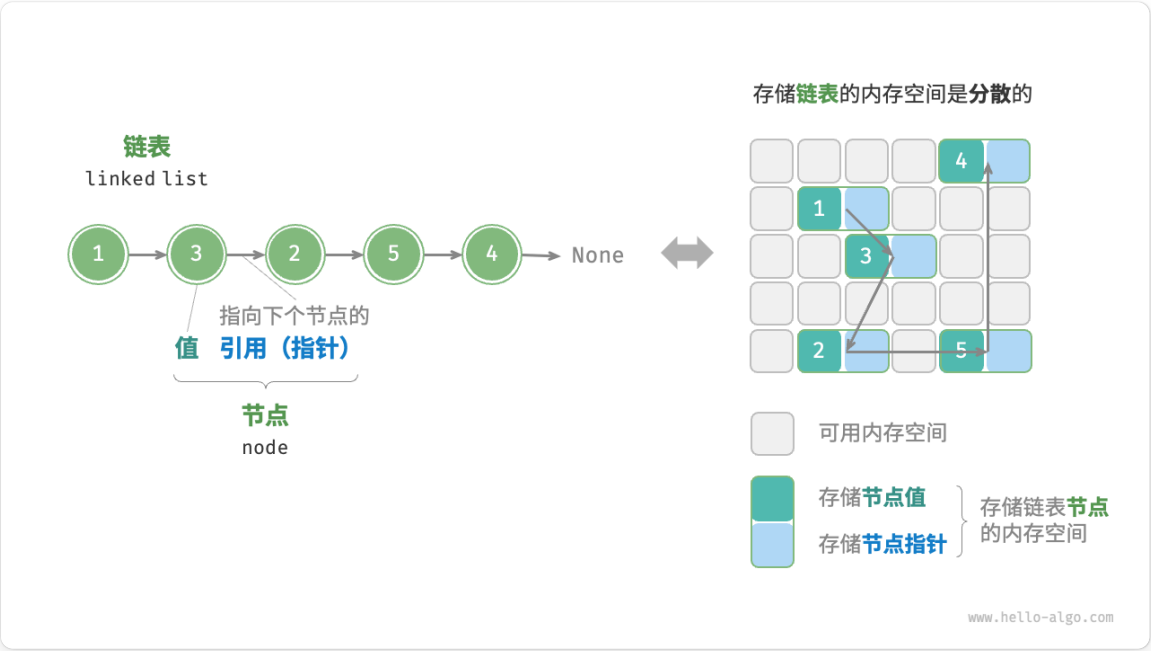 存储链表的内存空间是分散的
链表
linked list
1 3 2 5 4 None
指向下个节点的
值 引用（指针）
节点
node
4
1
3
2 5
可用内存空间
存储节点值
存储节点指针
存储链表节点
的内存空间
www.hello-algo.com